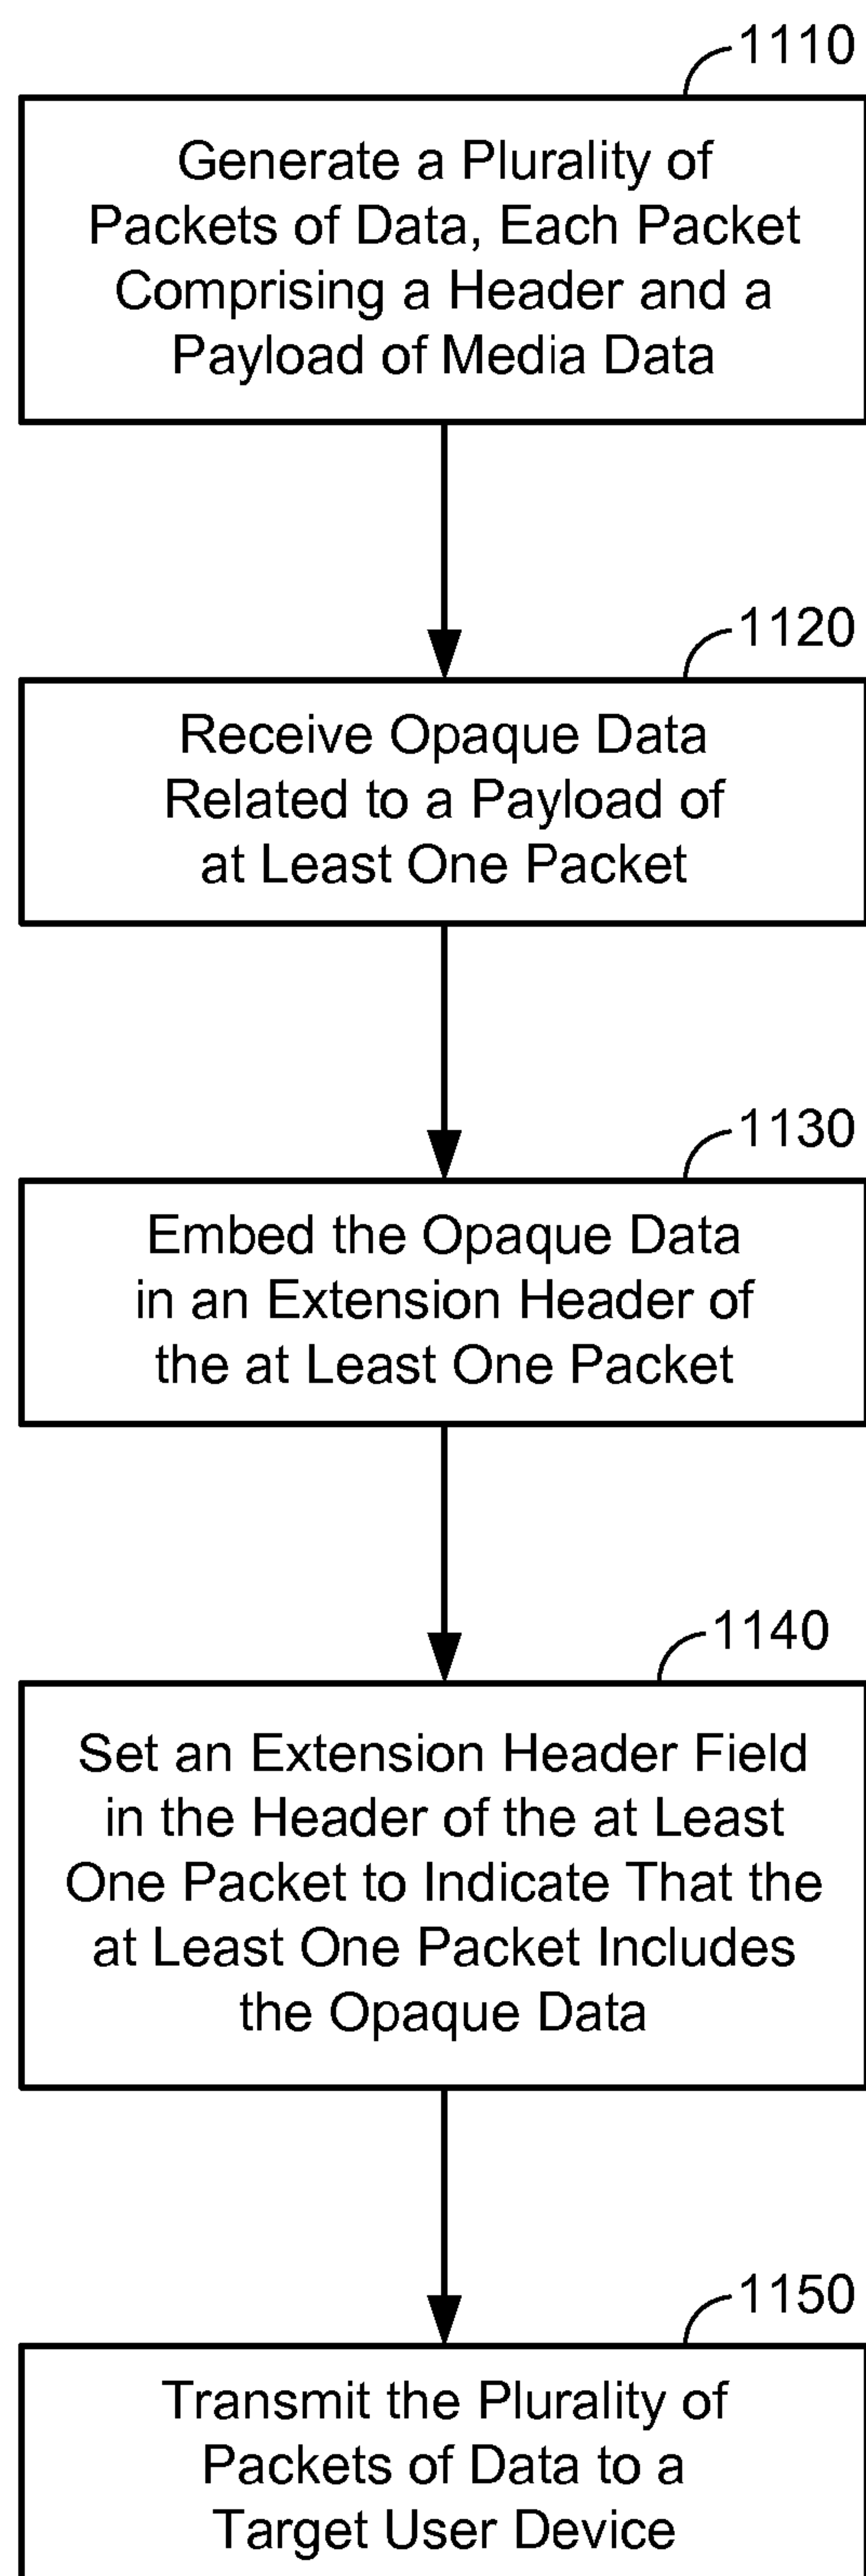 1110
Generate a Plurality of
Packets of Data, Each Packet
Comprising a Header and a
Payload of Media Data
1120
Receive Opaque Data
Related to a Payload of
at Least One Packet
1130
Embed the Opaque Data
in an Extension Header of
the at Least One Packet
1140
Set an Extension Header Field
in the Header of the at Least
One Packet to Indicate That the
at Least One Packet Includes
the Opaque Data
1150
Transmit the Plurality of
Packets of Data to a
Target User Device